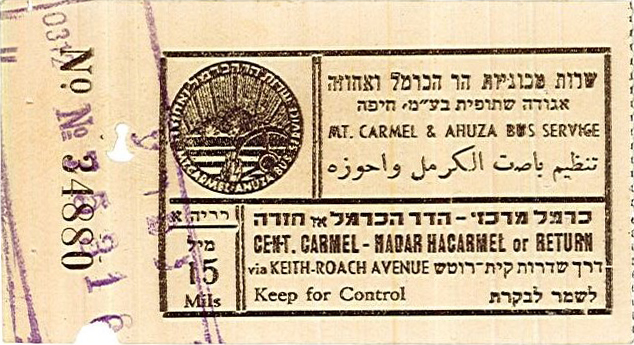 No. 34880
שרות מכוניות הר הכרמל ואחוזה
אגודה שתופית בע"מ, חיפה
MT. CARMEL & AHUZA BUS SERVICE
تنظيم باصت الكرمل واحوزه
כרמל מרכזי - הדר הכרמל או חזרה
CENT. CARMEL - HADAR HACARMEL or RETURN
via KEITH-ROACH AVENUE דרך שדרות קית-רוטש
Keep for Control לשמר לבקרת
כריה א
מיל
15
Mils